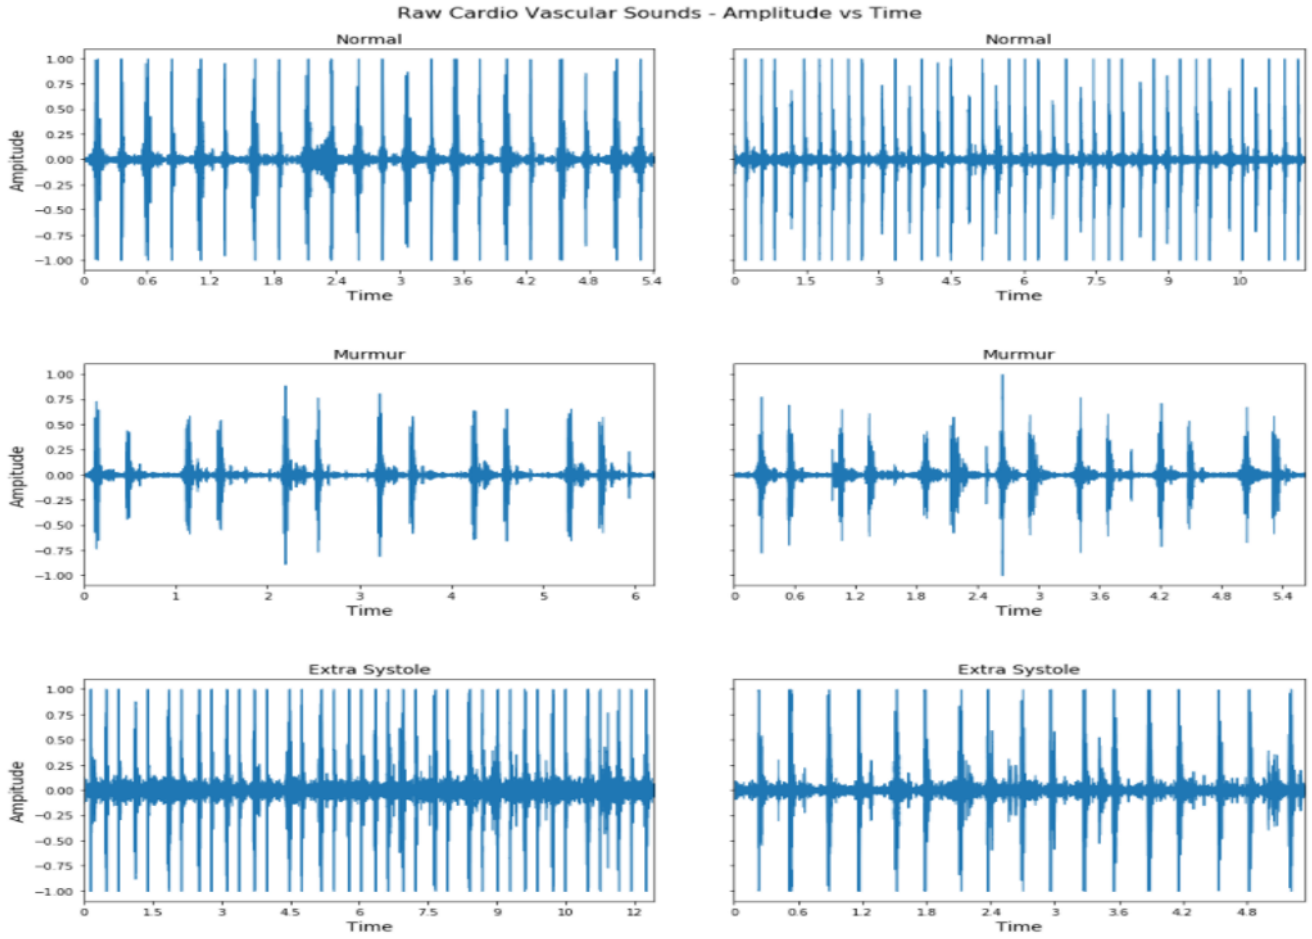 Raw Cardio Vascular Sounds - Amplitude vs Time
Normal
Normal
1.00
0.75
0.50
0.25
0.00
−0.25
−0.50
−0.75
−1.00
Ampitude
0 0.6 1.2 1.8 2.4 3 3.6 4.2 4.8 5.4
Time
0 1.5 3 4.5 6 7.5 9 10
Time
Murmur
Murmur
1.00
0.75
0.50
0.25
0.00
−0.25
−0.50
−0.75
−1.00
Ampitude
0 1 2 3 4 5 6
Time
0 0.6 1.2 1.8 2.4 3 3.6 4.2 4.8 5.4
Time
Extra Systole
Extra Systole
1.00
0.75
0.50
0.25
0.00
−0.25
−0.50
−0.75
−1.00
Ampitude
0 1.5 3 4.5 6 7.5 9 10 12
Time
0 0.6 1.2 1.8 2.4 3 3.6 4.2 4.8
Time